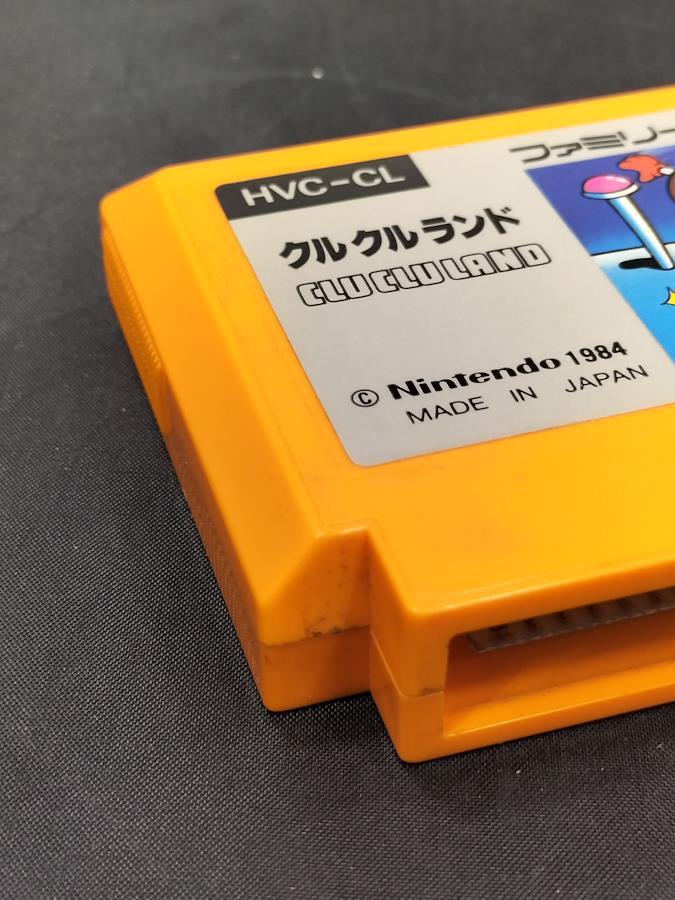 HVC-CL
ファミリー
クル クル ランド
CLU CLU LAND
© Nintendo 1984
MADE IN JAPAN